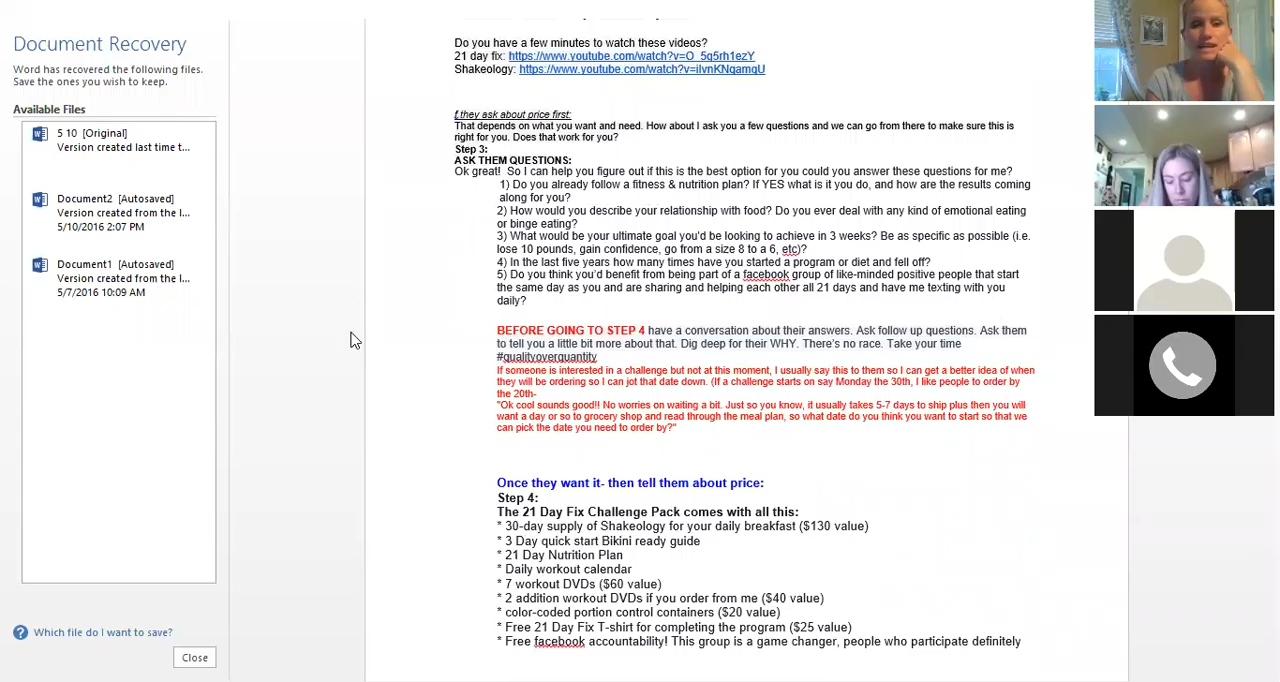 Document Recovery
Word has recovered the following files.
Save the ones you wish to keep.
Available Files
5 10 [Original]
Version created last time t...
Document2 [Autosaved]
Version created from the l...
5/10/2016 2:07 PM
Document1 [Autosaved]
Version created from the l...
5/7/2016 10:09 AM
Which file do I want to save?
Close
Do you have a few minutes to watch these videos?
21 day fix: https://www.youtube.com/watch?v=O_5q5rh1ezY
Shakeology: https://www.youtube.com/watch?v=iIvnKNqamqU
f they ask about price first:
That depends on what you want and need. How about I ask you a few questions and we can go from there to make sure this is
right for you. Does that work for you?
Step 3:
ASK THEM QUESTIONS:
Ok great! So I can help you figure out if this is the best option for you could you answer these questions for me?
1) Do you already follow a fitness & nutrition plan? If YES what is it you do, and how are the results coming
along for you?
2) How would you describe your relationship with food? Do you ever deal with any kind of emotional eating
or binge eating?
3) What would be your ultimate goal you'd be looking to achieve in 3 weeks? Be as specific as possible (i.e.
lose 10 pounds, gain confidence, go from a size 8 to a 6, etc)?
4) In the last five years how many times have you started a program or diet and fell off?
5) Do you think you'd benefit from being part of a facebook group of like-minded positive people that start
the same day as you and are sharing and helping each other all 21 days and have me texting with you
daily?
BEFORE GOING TO STEP 4 have a conversation about their answers. Ask follow up questions. Ask them
to tell you a little bit more about that. Dig deep for their WHY. There's no race. Take your time
#qualityoverquantity
If someone is interested in a challenge but not at this moment, I usually say this to them so I can get a better idea of when
they will be ordering so I can jot that date down. (If a challenge starts on say Monday the 30th, I like people to order by
the 20th-
"Ok cool sounds good!! No worries on waiting a bit. Just so you know, it usually takes 5-7 days to ship plus then you will
want a day or so to grocery shop and read through the meal plan, so what date do you think you want to start so that we
can pick the date you need to order by?"
Once they want it- then tell them about price:
Step 4:
The 21 Day Fix Challenge Pack comes with all this:
* 30-day supply of Shakeology for your daily breakfast ($130 value)
* 3 Day quick start Bikini ready guide
* 21 Day Nutrition Plan
* Daily workout calendar
* 7 workout DVDs ($60 value)
* 2 addition workout DVDs if you order from me ($40 value)
* color-coded portion control containers ($20 value)
* Free 21 Day Fix T-shirt for completing the program ($25 value)
* Free facebook accountability! This group is a game changer, people who participate definitely